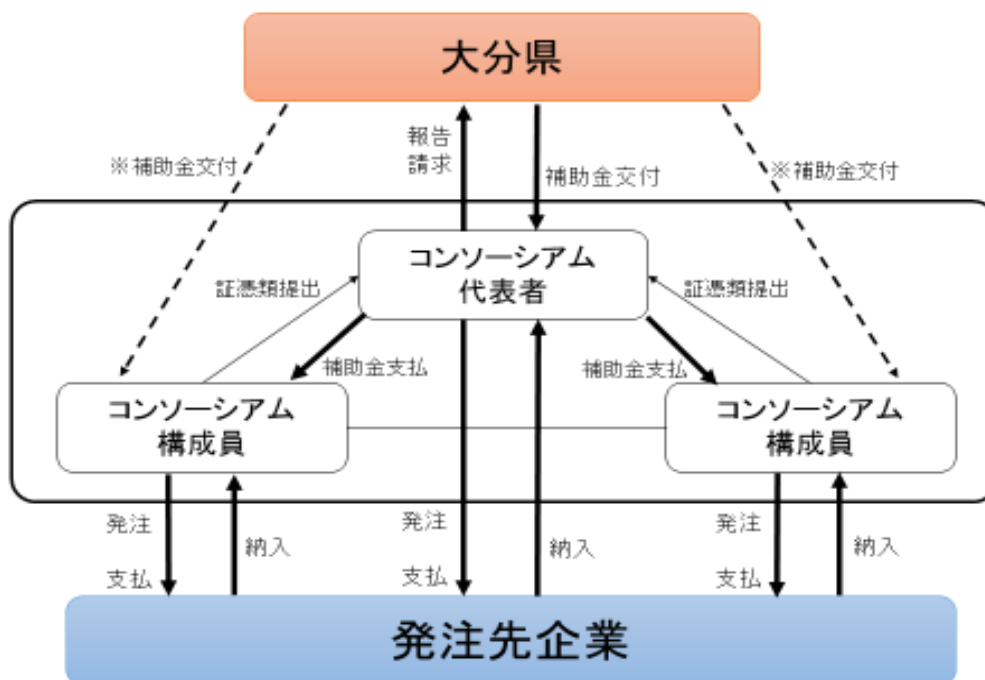 大分県
報告
請求
※補助金交付
補助金交付
※補助金交付
コンソーシアム
代表者
証憑類提出
証憑類提出
補助金支払
補助金支払
コンソーシアム
構成員
コンソーシアム
構成員
発注
支払
納入
発注
支払
納入
発注
支払
納入
発注先企業